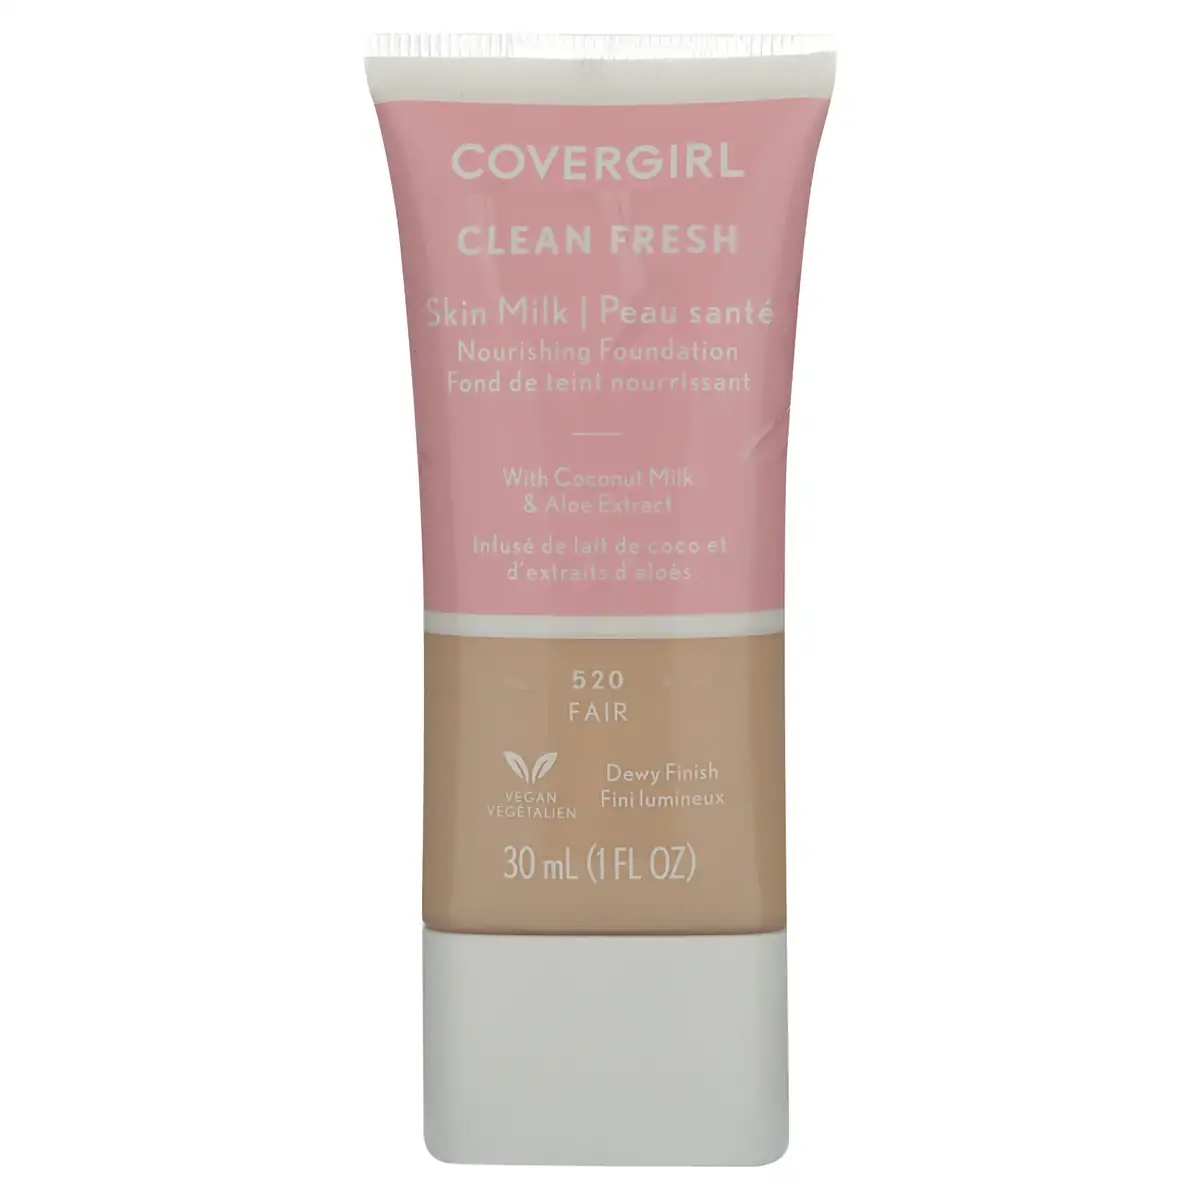 COVERGIRL
CLEAN FRESH
Skin Milk | Peau santé
Nourishing Foundation
Fond de teint nourrissant
With Coconut Milk
& Aloe Extract
Infusé de lait de coco et
d'extraits d'aloès
520
FAIR
VEGAN
VÉGÉTALIEN
Dewy Finish
Fini lumineux
30 mL (1 FL OZ)